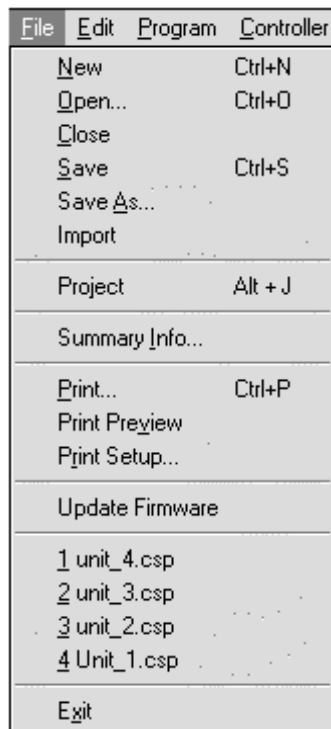 File Edit Program Controller
New Ctrl+N
Open... Ctrl+O
Close
Save Ctrl+S
Save As...
Import
Project Alt + J
Summary Info...
Print... Ctrl+P
Print Preview
Print Setup...
Update Firmware
1 unit_4.csp
2 unit_3.csp
3 unit_2.csp
4 Unit_1.csp
Exit